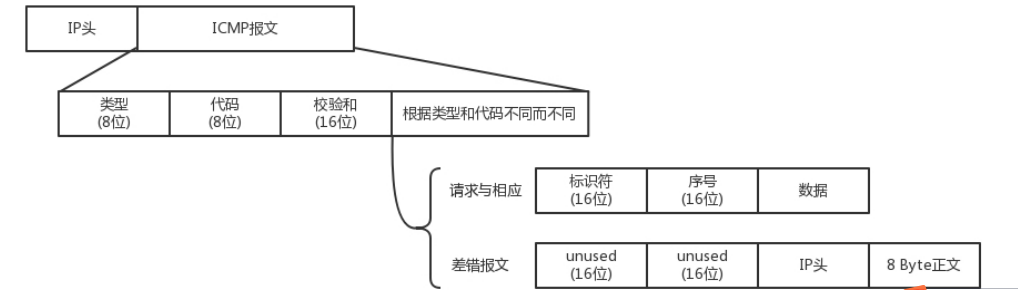 IP头
ICMP报文
类型
(8位)
代码
(8位)
校验和
(16位)
根据类型和代码不同而不同
请求与相应
标识符
(16位)
序号
(16位)
数据
差错报文
unused
(16位)
unused
(16位)
IP头
8 Byte正文